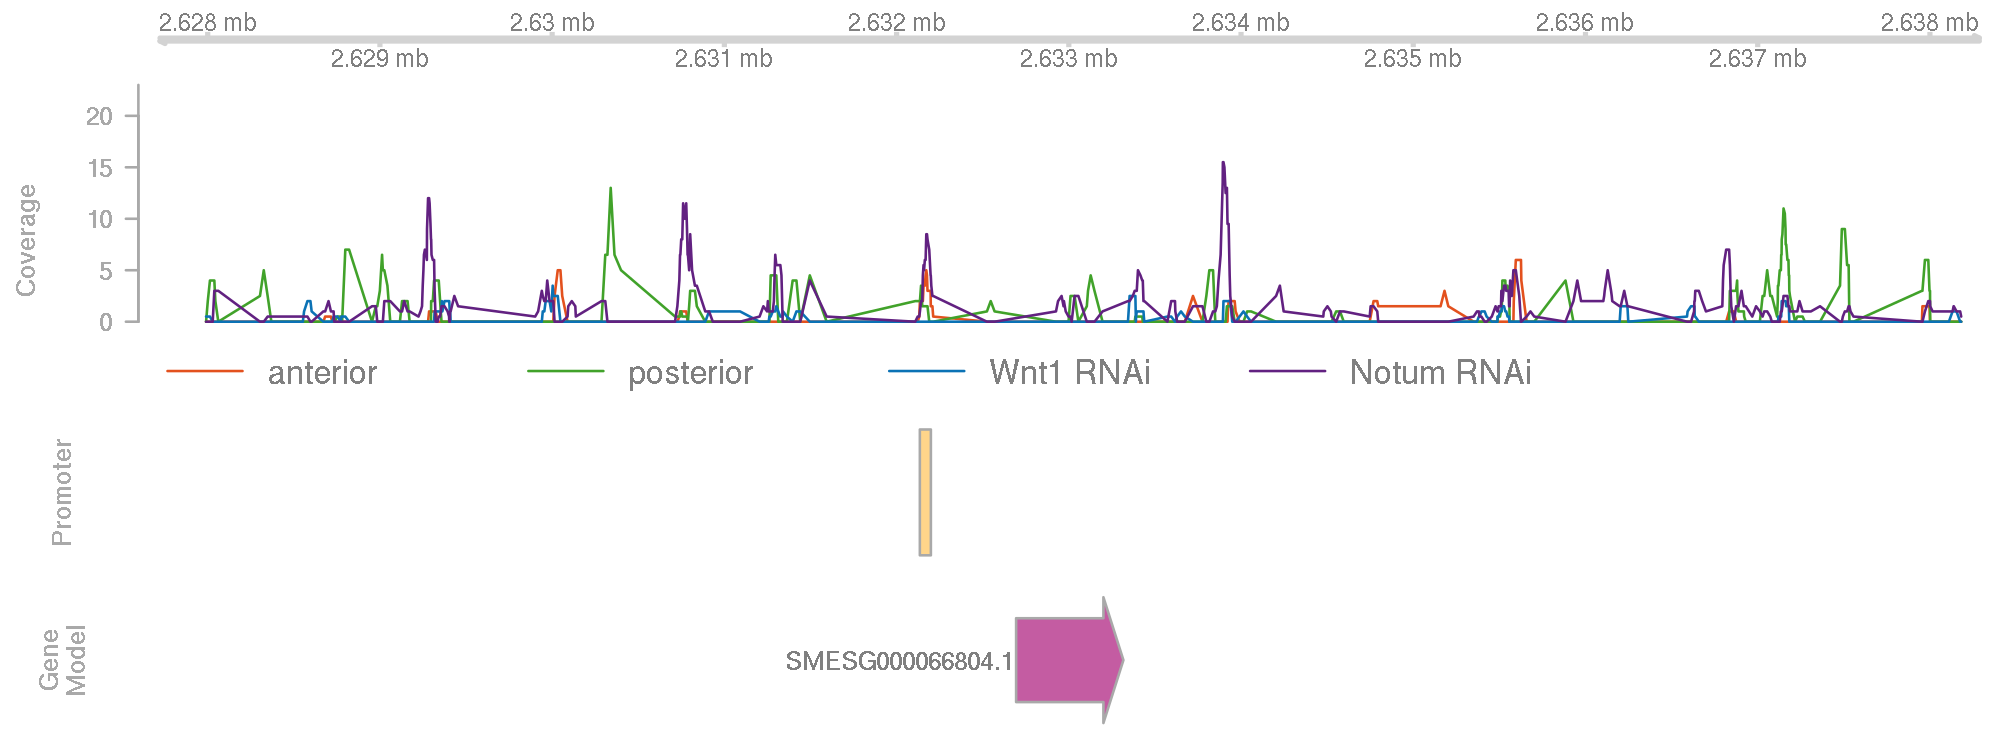 2.628 mb 2.63 mb 2.632 mb 2.634 mb 2.636 mb 2.638 mb
2.629 mb 2.631 mb 2.633 mb 2.635 mb 2.637 mb
Coverage
20
15
10
5
0
anterior posterior Wnt1 RNAi Notum RNAi
Promoter
Gene
Model
SMESG000066804.1